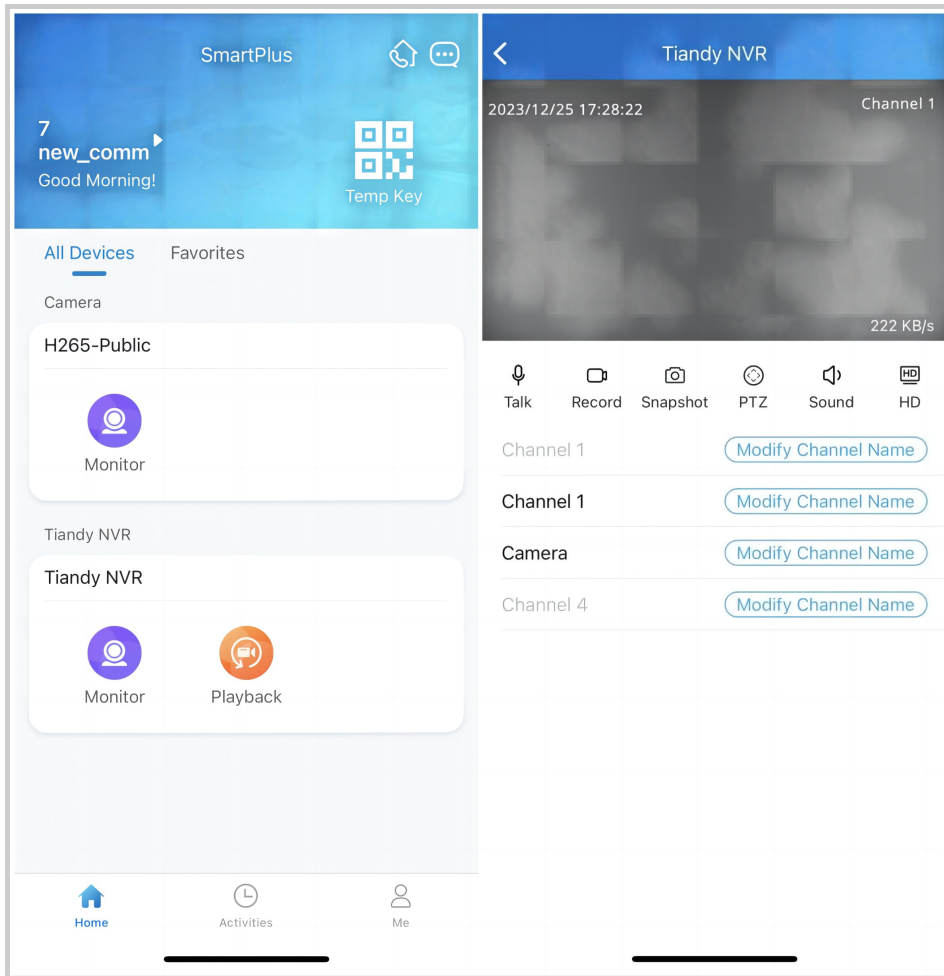 SmartPlus
7
new_comm
Good Morning!
Temp Key
All Devices Favorites
Camera
H265-Public
Monitor
Tiandy NVR
Tiandy NVR
Monitor Playback
Home Activities Me
Tiandy NVR
2023/12/25 17:28:22 Channel 1
222 KB/s
HD
Talk Record Snapshot PTZ Sound HD
Channel 1 Modify Channel Name
Channel 1 Modify Channel Name
Camera Modify Channel Name
Channel 4 Modify Channel Name